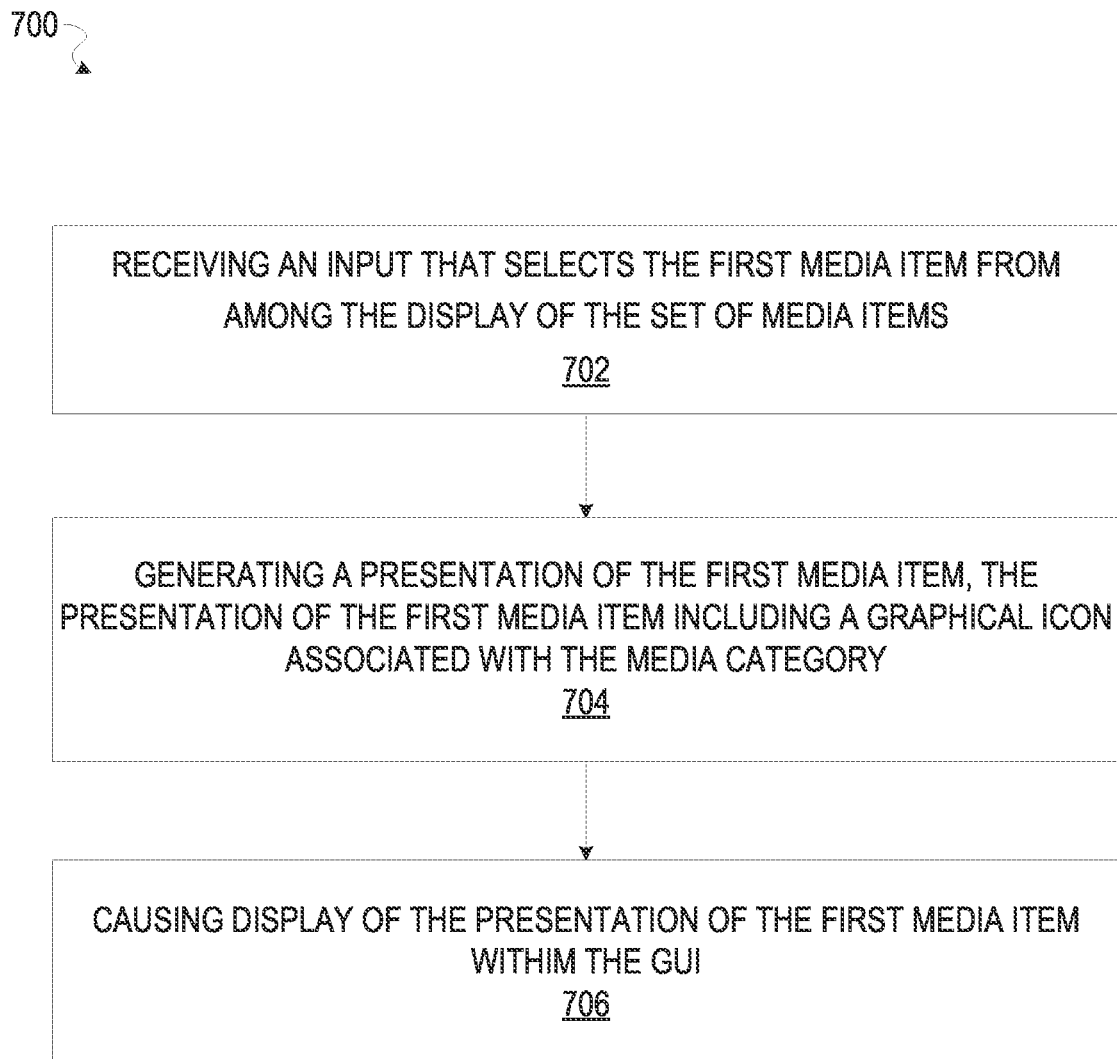 700
RECEIVING AN INPUT THAT SELECTS THE FIRST MEDIA ITEM FROM
AMONG THE DISPLAY OF THE SET OF MEDIA ITEMS
702
GENERATING A PRESENTATION OF THE FIRST MEDIA ITEM, THE
PRESENTATION OF THE FIRST MEDIA ITEM INCLUDING A GRAPHICAL ICON
ASSOCIATED WITH THE MEDIA CATEGORY
704
CAUSING DISPLAY OF THE PRESENTATION OF THE FIRST MEDIA ITEM
WITHIM THE GUI
706